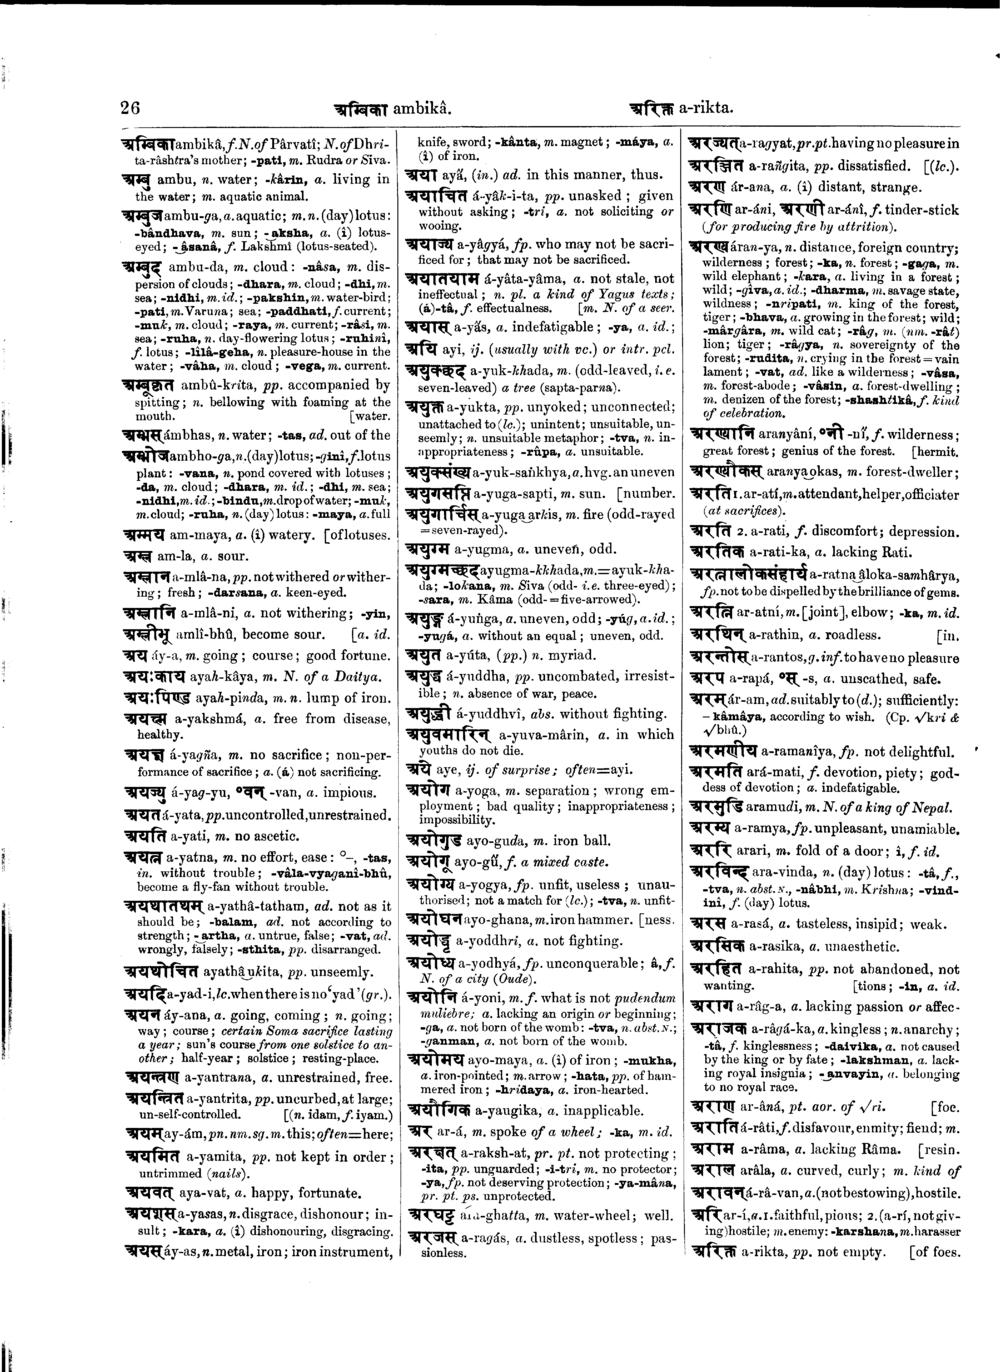 26
अम्बिका ambikâ.
अरिक्त a-rikta.
अम्बिका ambikâ, f. N. of Pârvatî; N. of Dhri-
ta-râshtra's mother; -pati, m. Rudra or Siva.
अम्बु ambu, n. water; -kârin, a. living in
the water; m. aquatic animal.
अम्बुज ambu-ga, a. aquatic; m. n. (day) lotus:
-bândhava, m. sun; -aksha, a. (î) lotus-
eyed; -âsanâ, f. Lakshmî (lotus-seated).
अम्बुद ambu-da, m. cloud: -nâsa, m. dis-
persion of clouds; -dhara, m. cloud; -dhi, m.
sea; -nidhi, m. id.; -pakshin, m. water-bird;
-pati, m. Varuna; sea; -paddhati, f. current;
-muk, m. cloud; -raya, m. current; -râsi, m.
sea; -ruha, n. day-flowering lotus; -ruhinî,
f. lotus; -lîlâ-geha, n. pleasure-house in the
water; -vâha, m. cloud; -vega, m. current.
अम्बूकृत ambû-krita, pp. accompanied by
spitting; n. bellowing with foaming at the
mouth. [water.
अम्भस् ámbhas, n. water; -tas, ad. out of the
अम्भोज ambho-ga, n. (day) lotus; -ginî, f. lotus
plant: -vana, n. pond covered with lotuses;
-da, m. cloud; -dhara, m. id.; -dhi, m. sea;
-nidhi, m. id.; -bindu, m. drop of water; -muk,
m. cloud; -ruha, n. (day) lotus: -maya, a. full
अम्मय am-maya, a. (î) watery. [of lotuses.
अम्ल am-la, a. sour.
अम्लान a-mlâ-na, pp. not withered or wither-
ing; fresh; -darsana, a. keen-eyed.
अम्लानि a-mlâ-ni, a. not withering; -yin,
अम्लीभू amlî-bhû, become sour. [a. id.
अय áy-a, m. going; course; good fortune.
अयःकाय ayah-kâya, m. N. of a Daitya.
अयःपिण्ड ayah-pinda, m. n. lump of iron.
अयक्ष्म a-yakshmá, a. free from disease,
healthy.
अयज्ञ á-yagña, m. no sacrifice; non-per-
formance of sacrifice; a. (á) not sacrificing.
अयज्यु á-yag-yu, °वन् -van, a. impious.
अयत á-yata, pp. uncontrolled, unrestrained.
अयति a-yati, m. no ascetic.
अयत्न a-yatna, m. no effort, ease: °-, -tas,
in. without trouble; -vâla-vyagani-bhû,
become a fly-fan without trouble.
अयथातथम् a-yathâ-tatham, ad. not as it
should be; -balam, ad. not according to
strength; -artha, a. untrue, false; -vat, ad.
wrongly, falsely; -sthita, pp. disarranged.
अयथोचित ayathâukita, pp. unseemly.
अयदि a-yad-i, lc. when there is no 'yad' (gr.).
अयन áy-ana, a. going, coming; n. going;
way; course; certain Soma sacrifice lasting
a year; sun's course from one solstice to an-
other; half-year; solstice; resting-place.
अयन्त्रण a-yantrana, a. unrestrained, free.
अयन्त्रित a-yantrita, pp. uncurbed, at large;
un-self-controlled. [(n. idam, f. iyam.)
अयम् ay-ám, pn. nm. sg. m. this; often=here;
अयमित a-yamita, pp. not kept in order;
untrimmed (nails).
अयवत् aya-vat, a. happy, fortunate.
अयशस् a-yasas, n. disgrace, dishonour; in-
sult; -kara, a. (î) dishonouring, disgracing.
अयस् áy-as, n. metal, iron; iron instrument,
knife, sword; -kânta, m. magnet; -máya, a.
(î) of iron.
अया ayấ, (in.) ad. in this manner, thus.
अयाचित á-yâk-i-ta, pp. unasked; given
without asking; -tri, a. not soliciting or
wooing.
अयाज्य a-yâgyá, fp. who may not be sacri-
ficed for; that may not be sacrificed.
अयातयाम á-yâta-yâma, a. not stale, not
ineffectual; n. pl. a kind of Yagus texts;
(á)-tâ, f. effectualness. [m. N. of a seer.
अयास् a-yấs, a. indefatigable; -ya, a. id.;
अयि ayi, ij. (usually with vc.) or intr. pcl.
अयुक्छद a-yuk-khada, m. (odd-leaved, i. e.
seven-leaved) a tree (sapta-parna).
अयुक्त a-yukta, pp. unyoked; unconnected;
unattached to (lc.); unintent; unsuitable, un-
seemly; n. unsuitable metaphor; -tva, n. in-
appropriateness; -rûpa, a. unsuitable.
अयुक्संख्य a-yuk-saṅkhya, a. hvg. an uneven
अयुगसप्ति a-yuga-sapti, m. sun. [number.
अयुगार्चिस् a-yugaarkis, m. fire (odd-rayed
=seven-rayed).
अयुग्म a-yugma, a. uneven, odd.
अयुग्मच्छद ayugma-kkhada, m.=ayuk-kha-
da; -lokana, m. Siva (odd- i.e. three-eyed);
-sara, m. Kâma (odd-=five-arrowed).
अयुङ्ग á-yuṅga, a. uneven, odd; -yúg, a. id.;
-yugá, a. without an equal; uneven, odd.
अयुत a-yúta, (pp.) n. myriad.
अयुद्ध á-yuddha, pp. uncombated, irresist-
ible; n. absence of war, peace.
अयुद्ध्वी á-yuddhvî, abs. without fighting.
अयुवमारिन् a-yuva-mârin, a. in which
youths do not die.
अये aye, ij. of surprise; often=ayi.
अयोग a-yoga, m. separation; wrong em-
ployment; bad quality; inappropriateness;
impossibility.
अयोगुड ayo-guda, m. iron ball.
अयोगू ayo-gū́, f. a mixed caste.
अयोग्य a-yogya, fp. unfit, useless; unau-
thorised; not a match for (lc.); -tva, n. unfit-
अयोघन ayo-ghana, m. iron hammer. [ness.
अयोद्धृ a-yoddhri, a. not fighting.
अयोध्य a-yodhyá, fp. unconquerable; â, f.
N. of a city (Oude).
अयोनि á-yoni, m. f. what is not pudendum
muliebre; a. lacking an origin or beginning;
-ga, a. not born of the womb: -tva, n. abst. N.;
-ganman, a. not born of the womb.
अयोमय ayo-maya, a. (î) of iron; -mukha,
a. iron-pointed; m. arrow; -hata, pp. of ham-
mered iron; -hridaya, a. iron-hearted.
अयौगिक a-yaugika, a. inapplicable.
अर ar-á, m. spoke of a wheel; -ka, m. id.
अरक्षत् a-raksh-at, pr. pt. not protecting;
-ita, pp. unguarded; -i-tri, m. no protector;
-ya, fp. not deserving protection; -ya-mâna,
pr. pt. ps. unprotected.
अरघट्ट ara-ghatta, m. water-wheel; well.
अरजस् a-ragás, a. dustless, spotless; pas-
sionless.
अरज्यत् a-ragyat, pr. pt. having no pleasure in
अरञ्जित a-rañgita, pp. dissatisfied. [(lc.).
अरण ár-ana, a. (î) distant, strange.
अरणि ar-áni, अरणी ar-ánî, f. tinder-stick
(for producing fire by attrition).
अरण्य áran-ya, n. distance, foreign country;
wilderness; forest; -ka, n. forest; -gaga, m.
wild elephant; -kara, a. living in a forest;
wild; -gîva, a. id.; -dharma, m. savage state,
wildness; -nripati, m. king of the forest,
tiger; -bhava, a. growing in the forest; wild;
-mârgâra, m. wild cat; -râg, m. (nm. -rât)
lion; tiger; -râgya, n. sovereignty of the
forest; -rudita, n. crying in the forest=vain
lament; -vat, ad. like a wilderness; -vâsa,
m. forest-abode; -vâsin, a. forest-dwelling;
m. denizen of the forest; -shashtikâ, f. kind
of celebration.
अरण्यानि aranyâni, °नी -nī́, f. wilderness;
great forest; genius of the forest. [hermit.
अरण्यौकस् aranyaokas, m. forest-dweller;
अरति 1. ar-atí, m. attendant, helper, officiater
(at sacrifices).
अरति 2. a-rati, f. discomfort; depression.
अरतिक a-rati-ka, a. lacking Rati.
अरत्नालोकसंहार्य a-ratnaâloka-samhârya,
fp. not to be dispelled by the brilliance of gems.
अरत्नि ar-atní, m. [joint], elbow; -ka, m. id.
अरथिन् a-rathin, a. roadless. [in.
अरन्तोस् a-rantos, g. inf. to have no pleasure
अरप a-rapá, °स् -s, a. unscathed, safe.
अरम् ár-am, ad. suitably to (d.); sufficiently:
-kâmâya, according to wish. (Cp. √kri &
√bhû.)
अरमणीय a-ramanîya, fp. not delightful.
अरमति ará-mati, f. devotion, piety; god-
dess of devotion; a. indefatigable.
अरमुडि aramudi, m. N. of a king of Nepal.
अरम्य a-ramya, fp. unpleasant, unamiable.
अररि arari, m. fold of a door; î, f. id.
अरविन्द ara-vinda, n. (day) lotus: -tâ, f.,
-tva, n. abst. N., -nâbhi, m. Krishna; -vind-
inî, f. (day) lotus.
अरस a-rasá, a. tasteless, insipid; weak.
अरसिक a-rasika, a. unaesthetic.
अरहित a-rahita, pp. not abandoned, not
wanting. [tions; -in, a. id.
अराग a-râg-a, a. lacking passion or affec-
अराजक a-râgá-ka, a. kingless; n. anarchy;
-tâ, f. kinglessness; -daivika, a. not caused
by the king or by fate; -lakshman, a. lack-
ing royal insignia; -anvayin, a. belonging
to no royal race.
अराण ar-âná, pt. aor. of √ri. [foe.
अराति á-râti, f. disfavour, enmity; fiend; m.
अराम a-râma, a. lacking Râma. [resin.
अराल arâla, a. curved, curly; m. kind of
अरावन् á-râ-van, a. (not bestowing), hostile.
अरि ar-í, a. 1. faithful, pious; 2. (a-rí, not giv-
ing) hostile; m. enemy: -karshana, m. harasser
अरिक्त a-rikta, pp. not empty. [of foes.